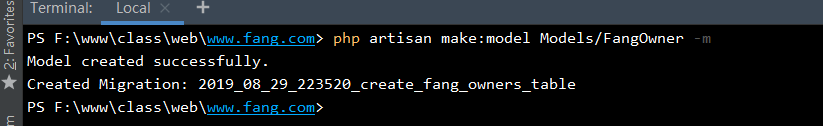 Terminal: Local × +
PS F:\www\class\web\www.fang.com> php artisan make:model Models/FangOwner -m
Model created successfully.
Created Migration: 2019_08_29_223520_create_fang_owners_table
PS F:\www\class\web\www.fang.com>
2: Favorites